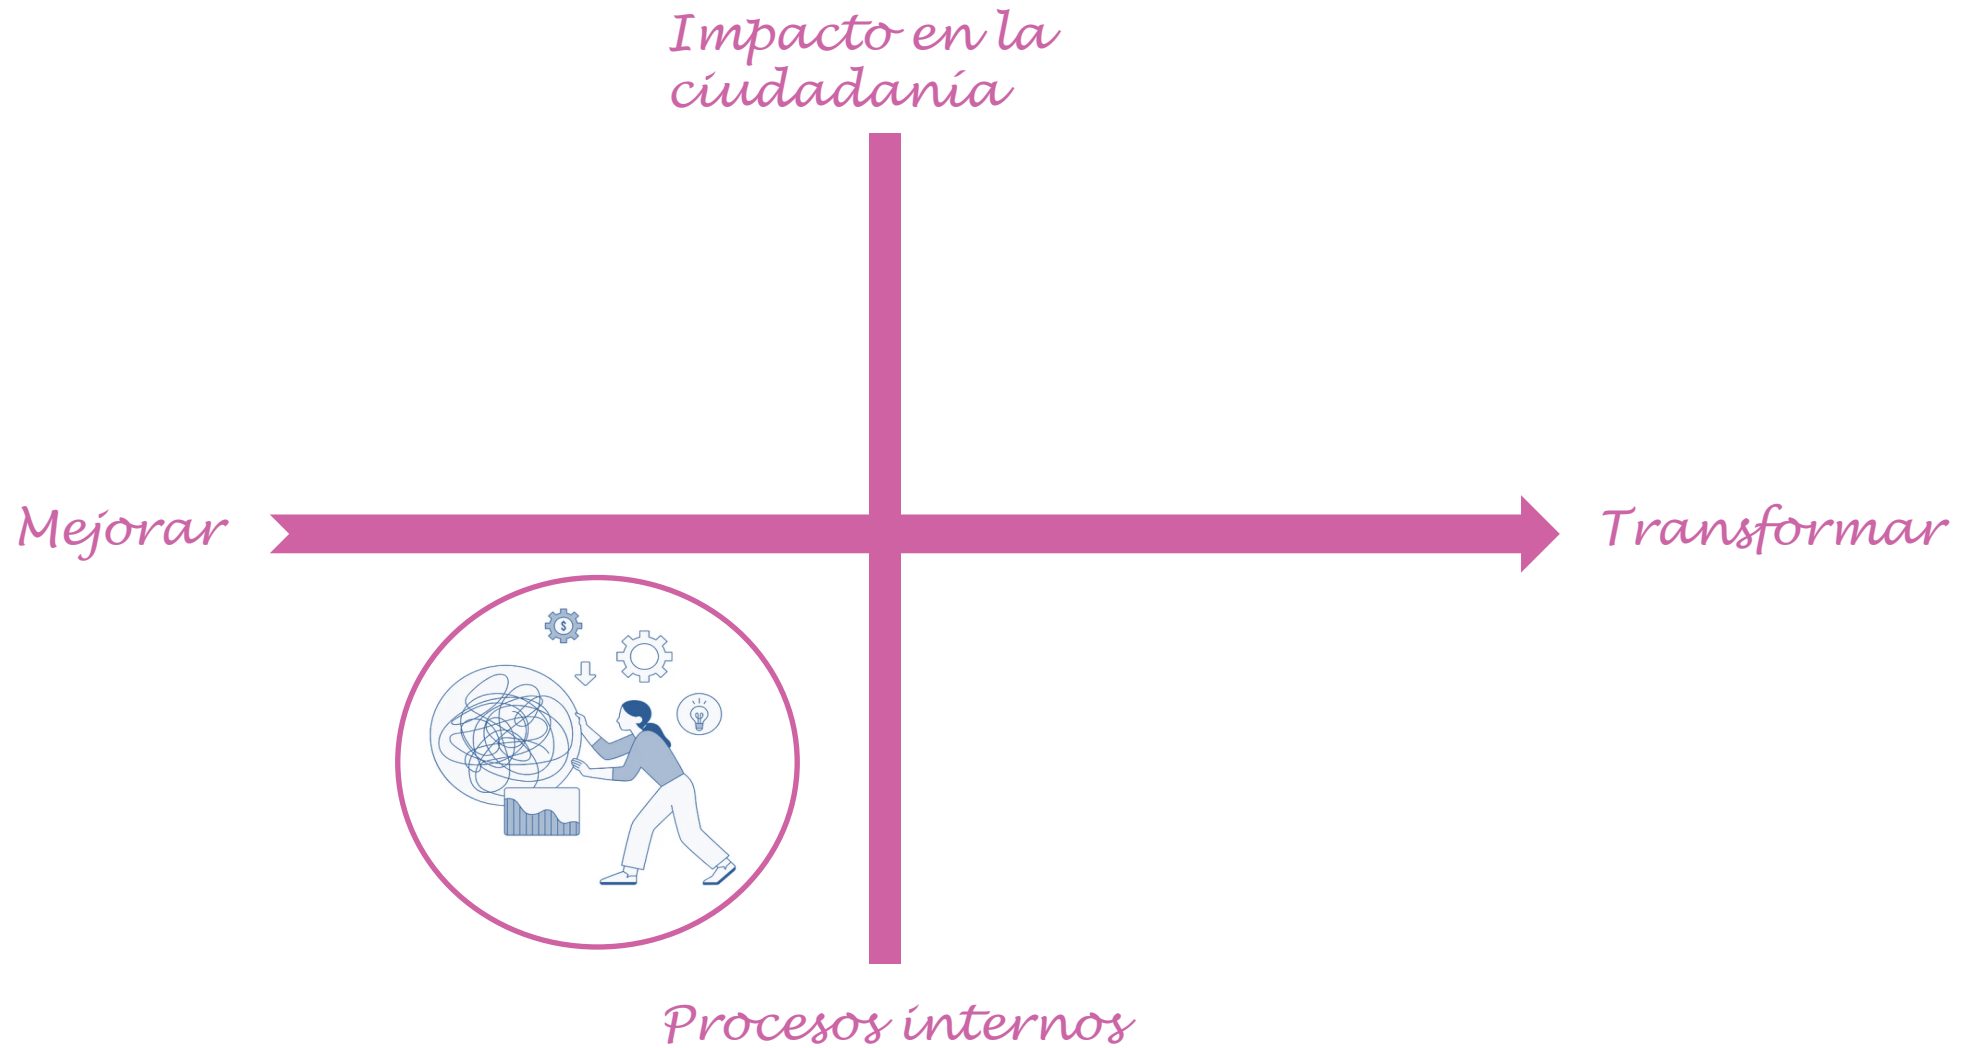 Impacto en la
ciudadanía
Mejorar
Transformar
$
Procesos internos